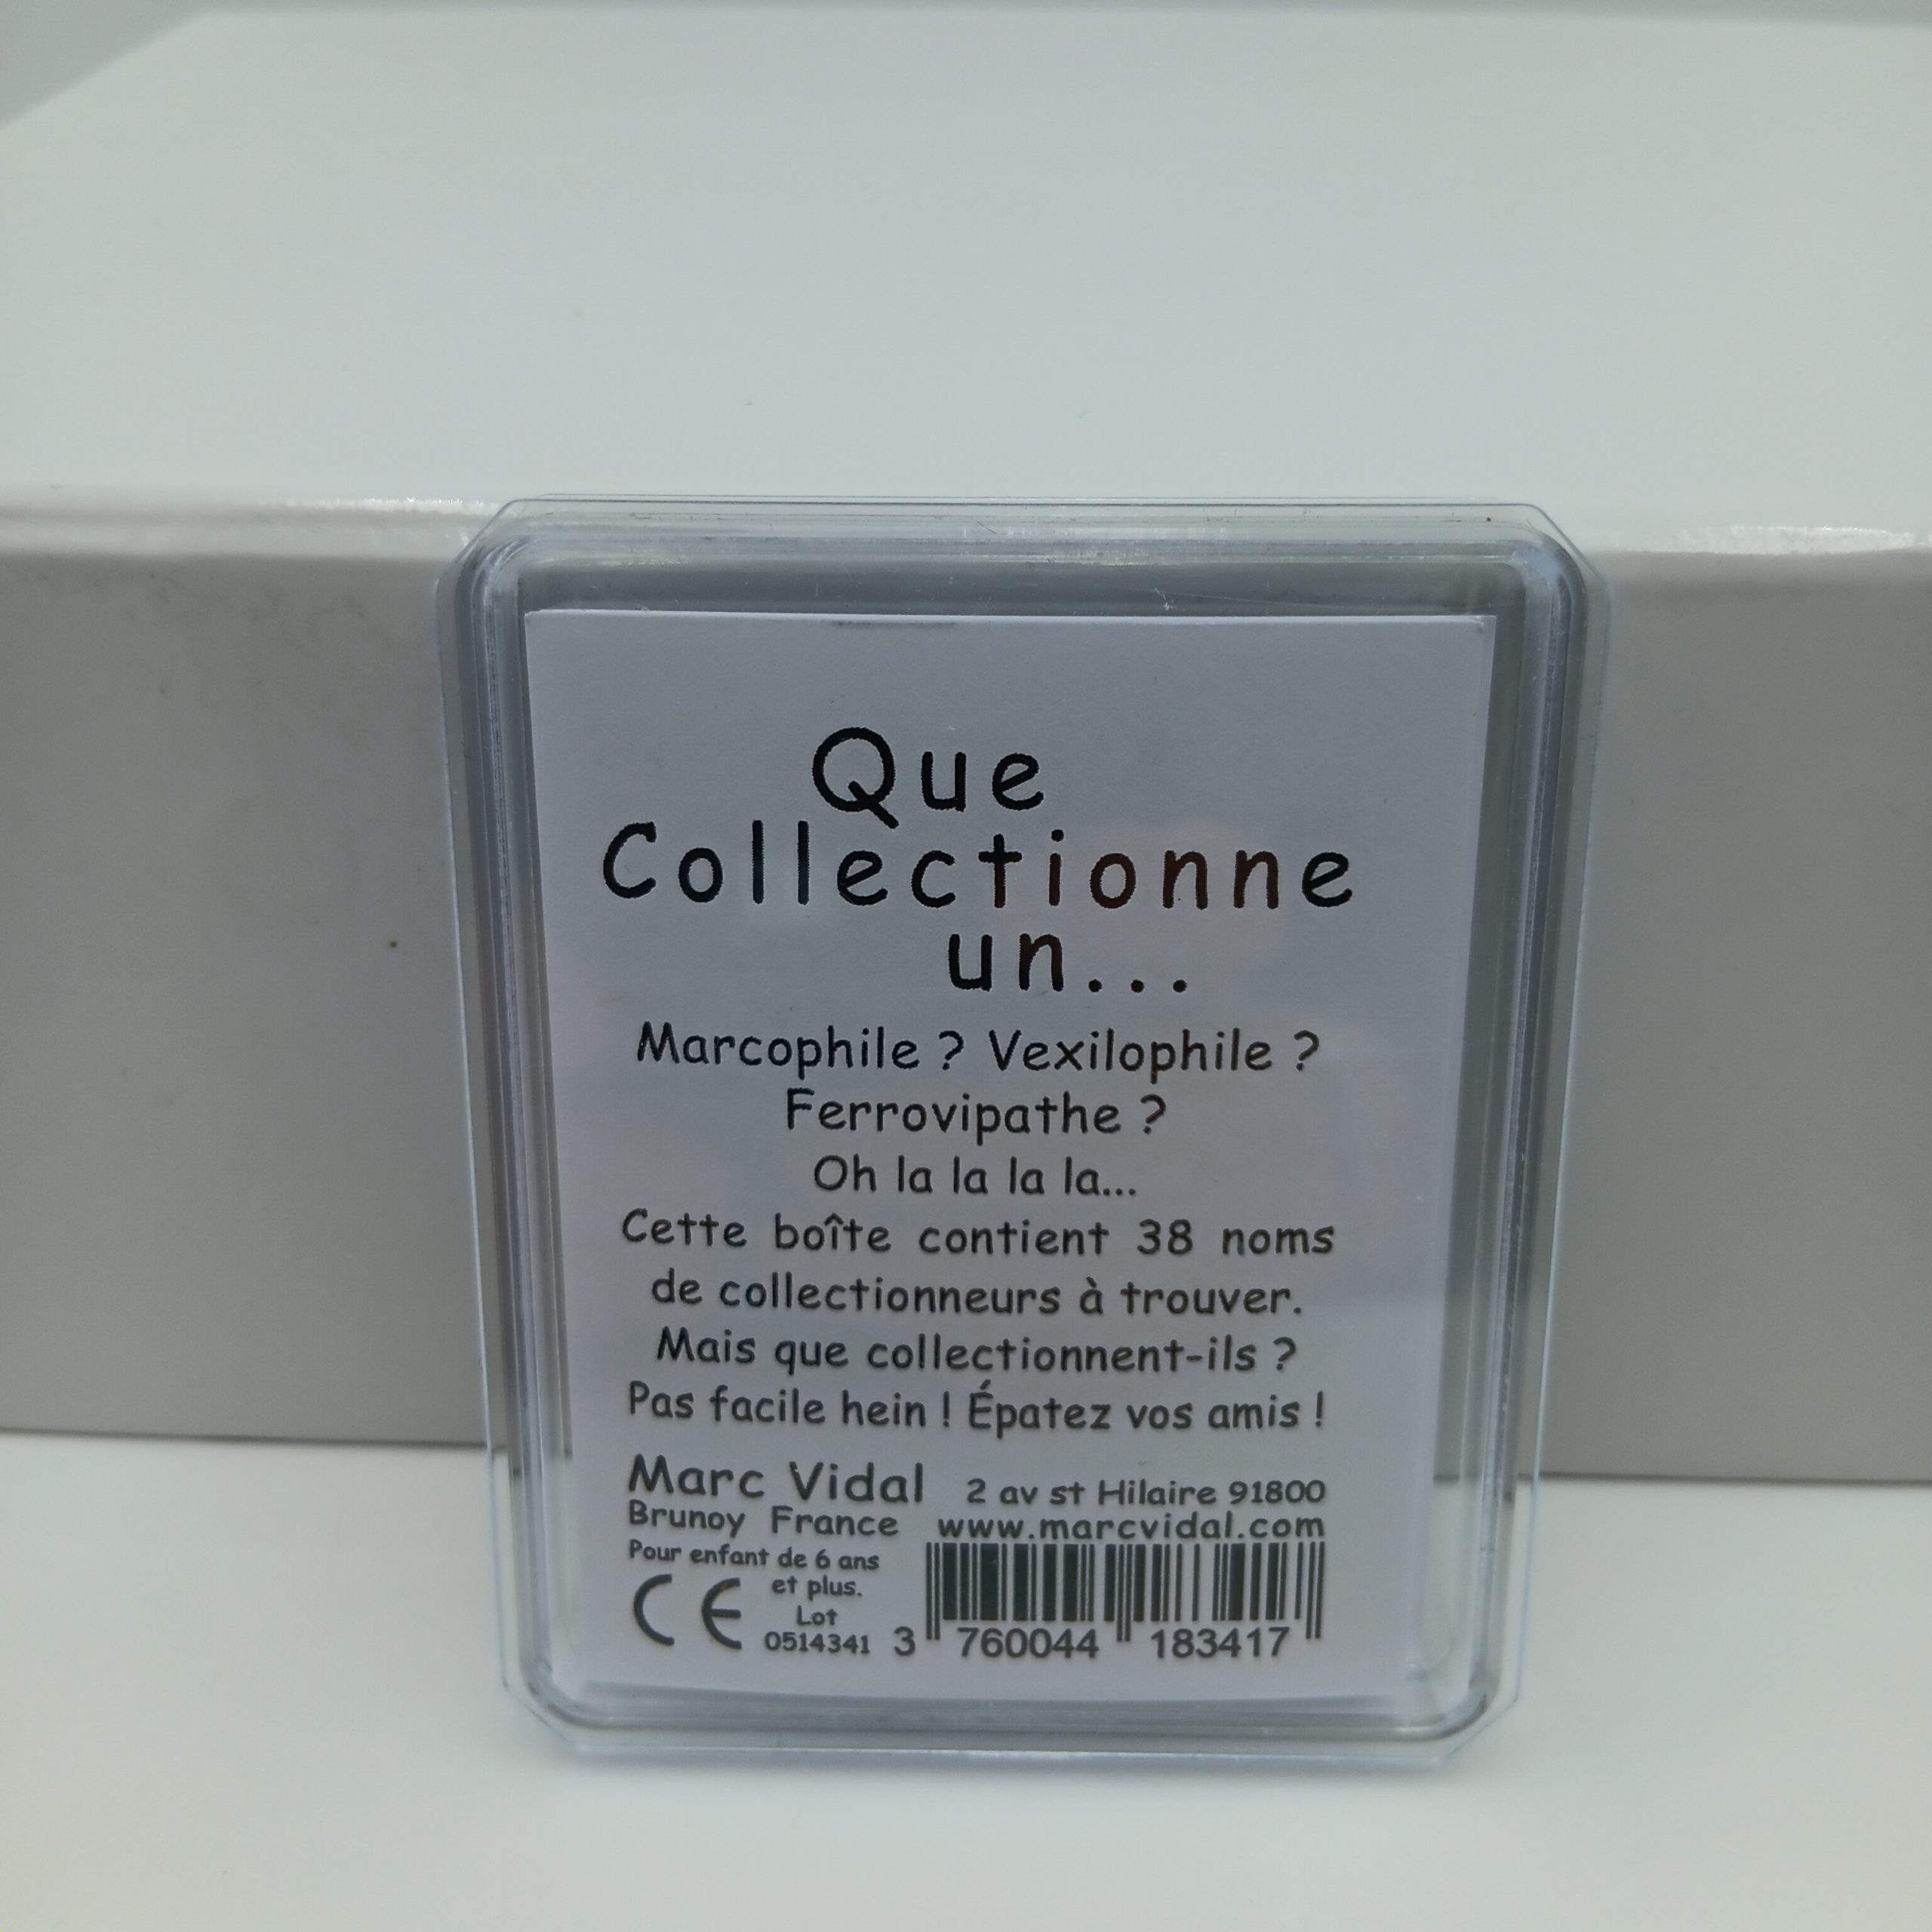 Que
Collectionne
un...
Marcophile ? Vexilophile ?
Ferrovipathe ?
Oh la la la la...
Cette boîte contient 38 noms
de collectionneurs à trouver.
Mais que collectionnent-ils ?
Pas facile hein ! Épatez vos amis !
Marc Vidal 2 av st Hilaire 91800
Brunoy France www.marcvidal.com
Pour enfant de 6 ans
et plus.
CE
Lot
0514341
3 760044 183417